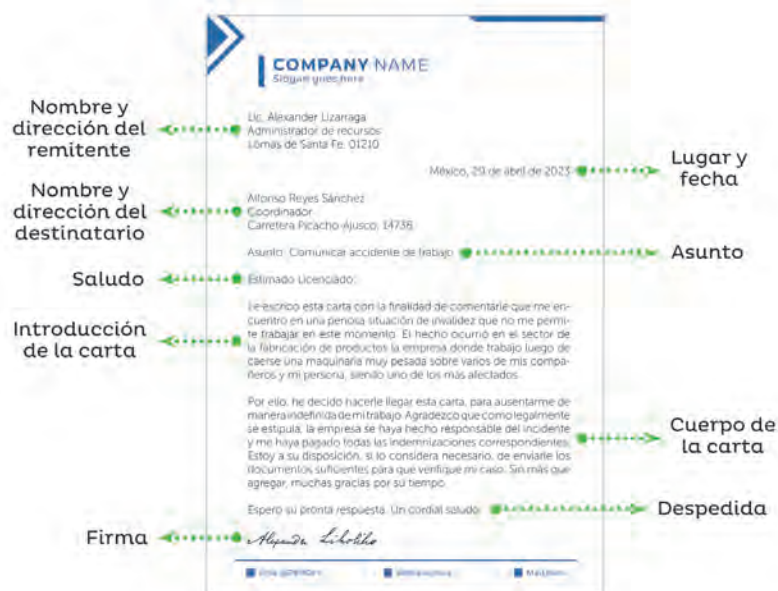 COMPANY NAME
Slogan goes here
Nombre y
dirección del
remitente
Lic. Alexander Lizarraga
Administrador de recursos
Lomas de Santa Fe, 01210
México, 29 de abril de 2023
Lugar y
fecha
Nombre y
dirección del
destinatario
Alfonso Reyes Sánchez
Coordinador
Carretera Picacho-Ajusco, 14736
Asunto: Comunicar accidente de trabajo
Asunto
Saludo
Estimado Licenciado:
Introducción
de la carta
Le escribo esta carta con la finalidad de comentarle que me en-
cuentro en una penosa situación de invalidez que no me permi-
te trabajar en este momento. El hecho ocurrió en el sector de
la fabricación de productos la empresa donde trabajo luego de
caerse una maquinaria muy pesada sobre varios de mis compa-
ñeros y mi persona, siendo uno de los más afectados.
Por ello, he decido hacerle llegar esta carta, para ausentarme de
manera indefinida de mi trabajo. Agradezco que como legalmente
se estipula, la empresa se haya hecho responsable del incidente
y me haya pagado todas las indemnizaciones correspondientes.
Estoy a su disposición, si lo considera necesario, de enviarle los
documentos suficientes para que verifique mi caso. Sin más que
agregar, muchas gracias por su tiempo.
Cuerpo de
la carta
Espero su pronta respuesta. Un cordial saludo
Despedida
Firma